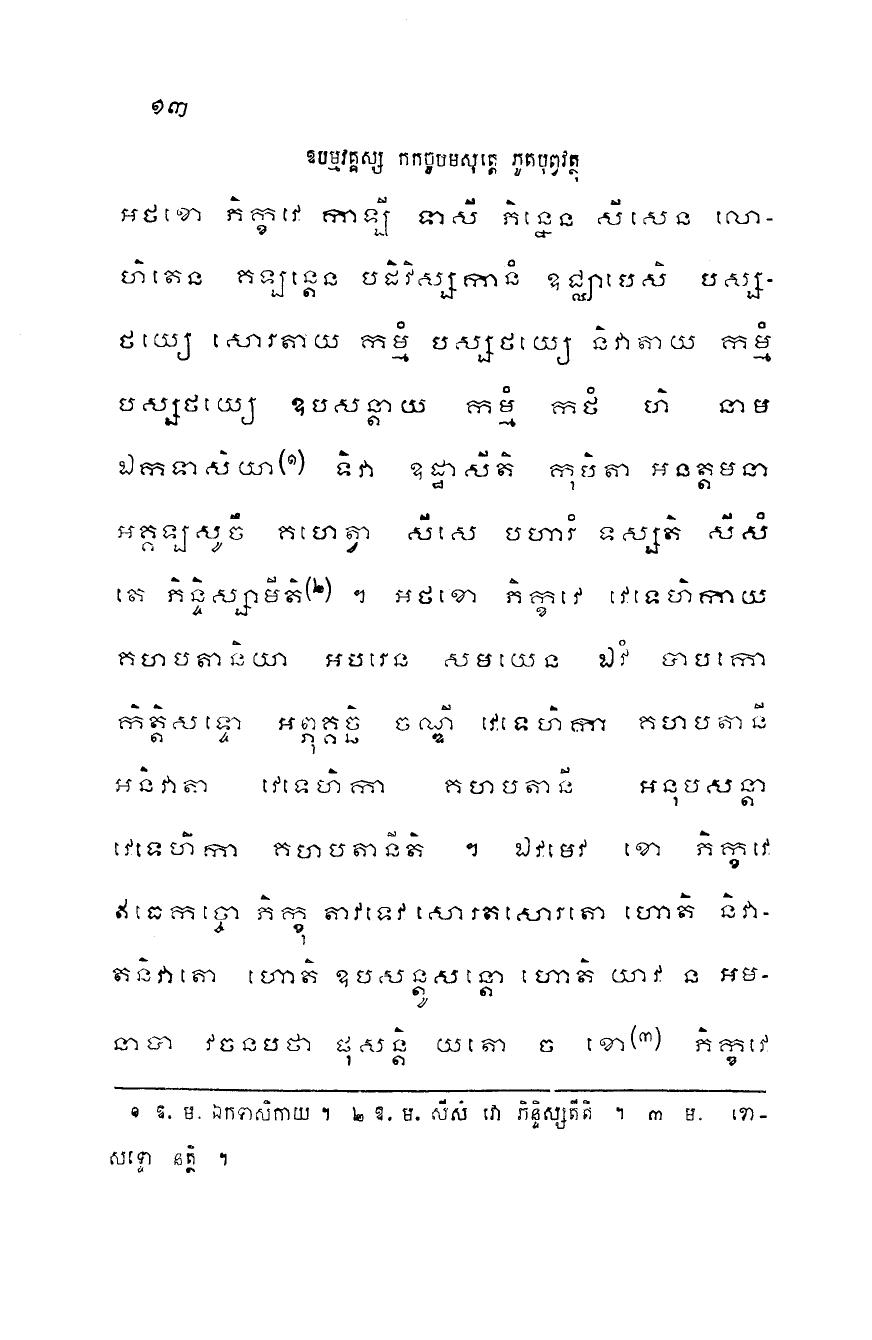 ១៣
ឧបម្មវគ្គស្ស កកចូបមសុត្តេ ភូតបុព្វវត្ថុ
អថខោ ភិក្ខវេ កាឡី ទាសី ភិន្នេន សីសេន លោ-
ហិតេន គឡន្តេន បដិវិស្សកានំ ឧជ្ឈាបេសិ បស្ស-
ថយ្យេ សោរតាយ កម្មំ បស្សថយ្យេ និវាតាយ កម្មំ
បស្សថយ្យេ ឧបសន្តាយ កម្មំ កថំ ហិ នាម
ឯកទាសិយា(១) ទិវា ឧដ្ឋាសីតិ កុបិតា អនត្តមនា
អគ្គឡសូចឹ គហេត្វា សីសេ បហារំ ទស្សតិ សីសំ
តេ ភិន្ទិស្សាមីតិ(២) ។ អថខោ ភិក្ខវេ វេទេហិកាយ
គហបតានិយា អបរេន សមយេន ឯវំ បាបកោ
កិត្តិសទ្ទោ អព្ភុគ្គច្ឆិ ចណ្ឌី វេទេហិកា គហបតានី
អនិវាតា វេទេហិកា គហបតានី អនុបសន្តា
វេទេហិកា គហបតានីតិ ។ ឯវមេវ ខោ ភិក្ខវេ
ឥធេកច្ចោ ភិក្ខុ តាវទេវ សោរតសោរតោ ហោតិ និវា-
តនិវាតោ ហោតិ ឧបសន្តូសន្តោ ហោតិ យាវ ន អម-
នាបា វចនបថា ផុសន្តិ យតោ ច ខោ(៣) ភិក្ខវេ
១ ឧ. ម. ឯកទាសិកាយ ។ ២ ឧ. ម. សីសំ វោ ភិន្ទិស្សតីតិ ។ ៣ ម. ខោ-
សទ្ទោ នត្ថិ ។